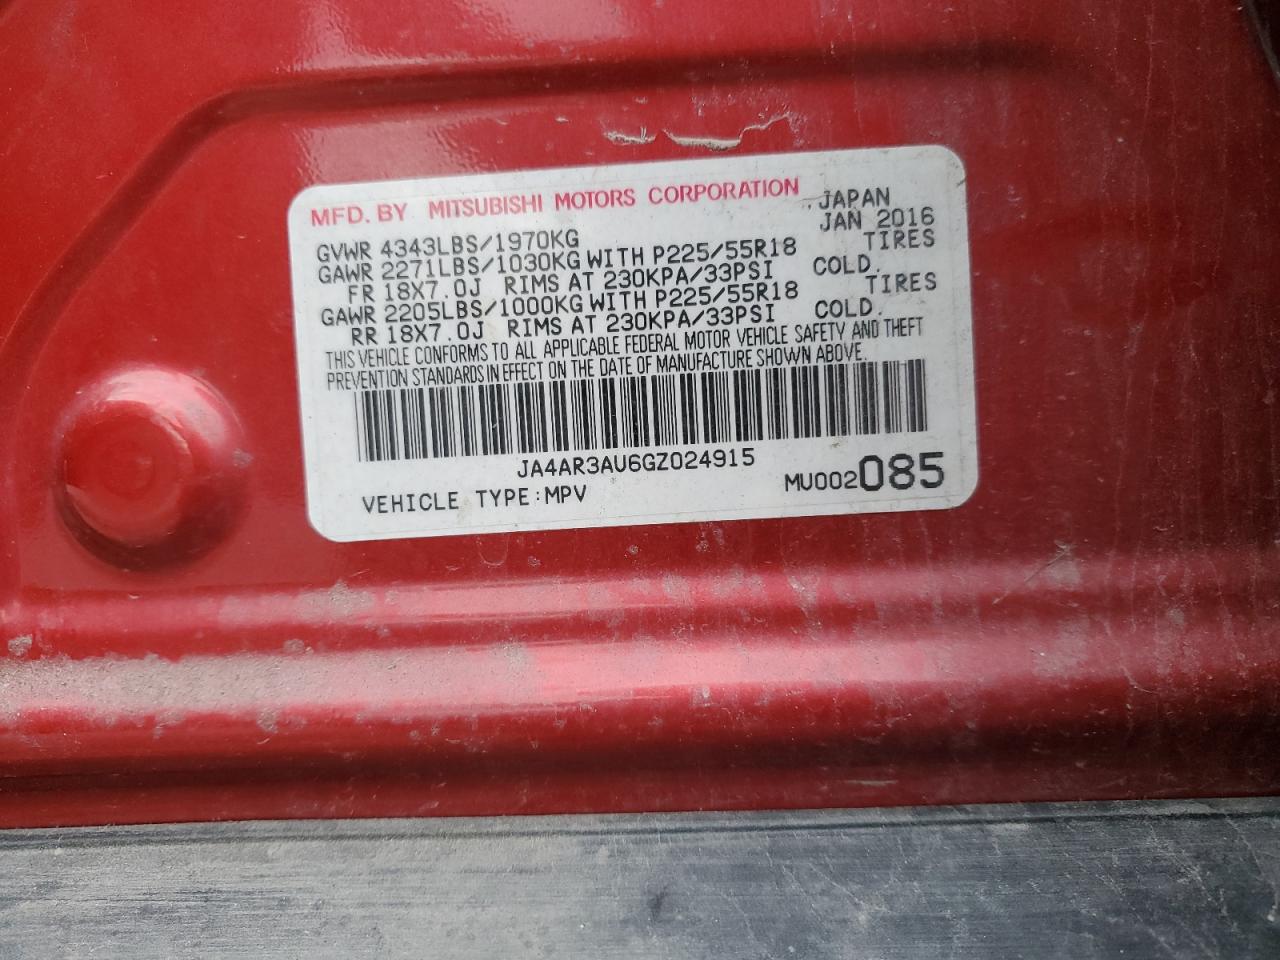 MFD. BY MITSUBISHI MOTORS CORPORATION JAPAN
JAN 2016
GVWR 4343LBS/1970KG
GAWR 2271LBS/1030KG WITH P225/55R18 TIRES
FR 18X7.0J RIMS AT 230KPA/33PSI COLD.
GAWR 2205LBS/1000KG WITH P225/55R18 TIRES
RR 18X7.0J RIMS AT 230KPA/33PSI COLD.
THIS VEHICLE CONFORMS TO ALL APPLICABLE FEDERAL MOTOR VEHICLE SAFETY AND THEFT
PREVENTION STANDARDS IN EFFECT ON THE DATE OF MANUFACTURE SHOWN ABOVE.
JA4AR3AU6GZ024915
VEHICLE TYPE:MPV MU002085